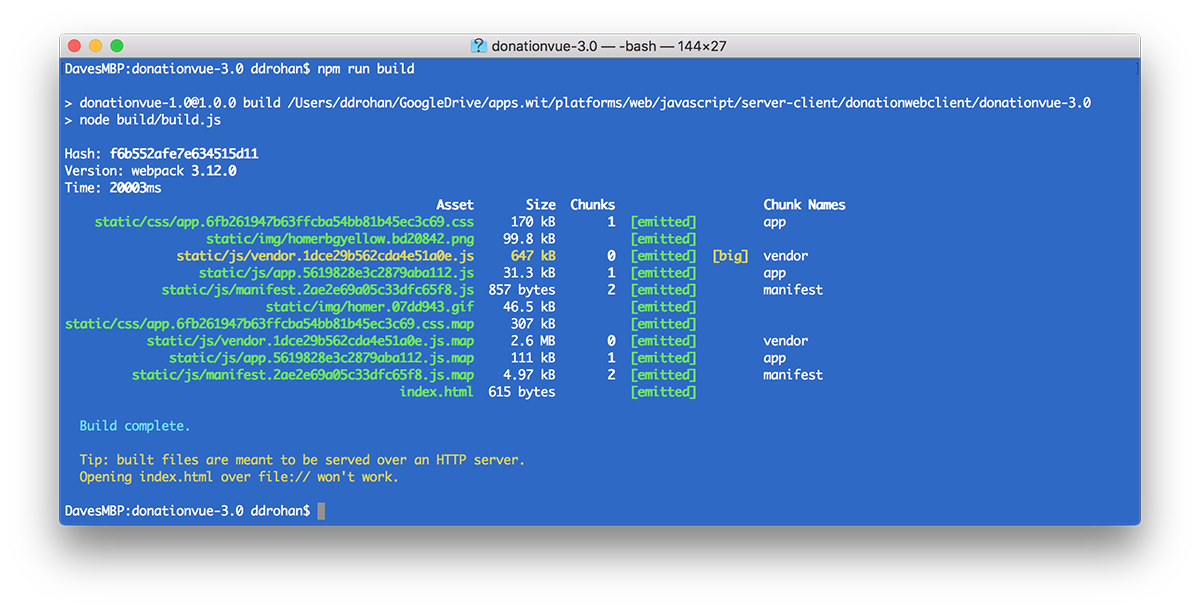 donationvue-3.0 — -bash — 144×27
DavesMBP:donationvue-3.0 ddrohan$ npm run build
> donationvue-1.0@1.0.0 build /Users/ddrohan/GoogleDrive/apps.wit/platforms/web/javascript/server-client/donationwebclient/donationvue-3.0
> node build/build.js
Hash: f6b552afe7e634515d11
Version: webpack 3.12.0
Time: 20003ms
Asset Size Chunks Chunk Names
static/css/app.6fb261947b63ffcba54bb81b45ec3c69.css 170 kB 1 [emitted] app
static/img/homerbgyellow.bd20842.png 99.8 kB [emitted]
static/js/vendor.1dce29b562cda4e51a0e.js 647 kB 0 [emitted] [big] vendor
static/js/app.5619828e3c2879aba112.js 31.3 kB 1 [emitted] app
static/js/manifest.2ae2e69a05c33dfc65f8.js 857 bytes 2 [emitted] manifest
static/img/homer.07dd943.gif 46.5 kB [emitted]
static/css/app.6fb261947b63ffcba54bb81b45ec3c69.css.map 307 kB [emitted]
static/js/vendor.1dce29b562cda4e51a0e.js.map 2.6 MB 0 [emitted] vendor
static/js/app.5619828e3c2879aba112.js.map 111 kB 1 [emitted] app
static/js/manifest.2ae2e69a05c33dfc65f8.js.map 4.97 kB 2 [emitted] manifest
index.html 615 bytes [emitted]
Build complete.
Tip: built files are meant to be served over an HTTP server.
Opening index.html over file:// won't work.
DavesMBP:donationvue-3.0 ddrohan$